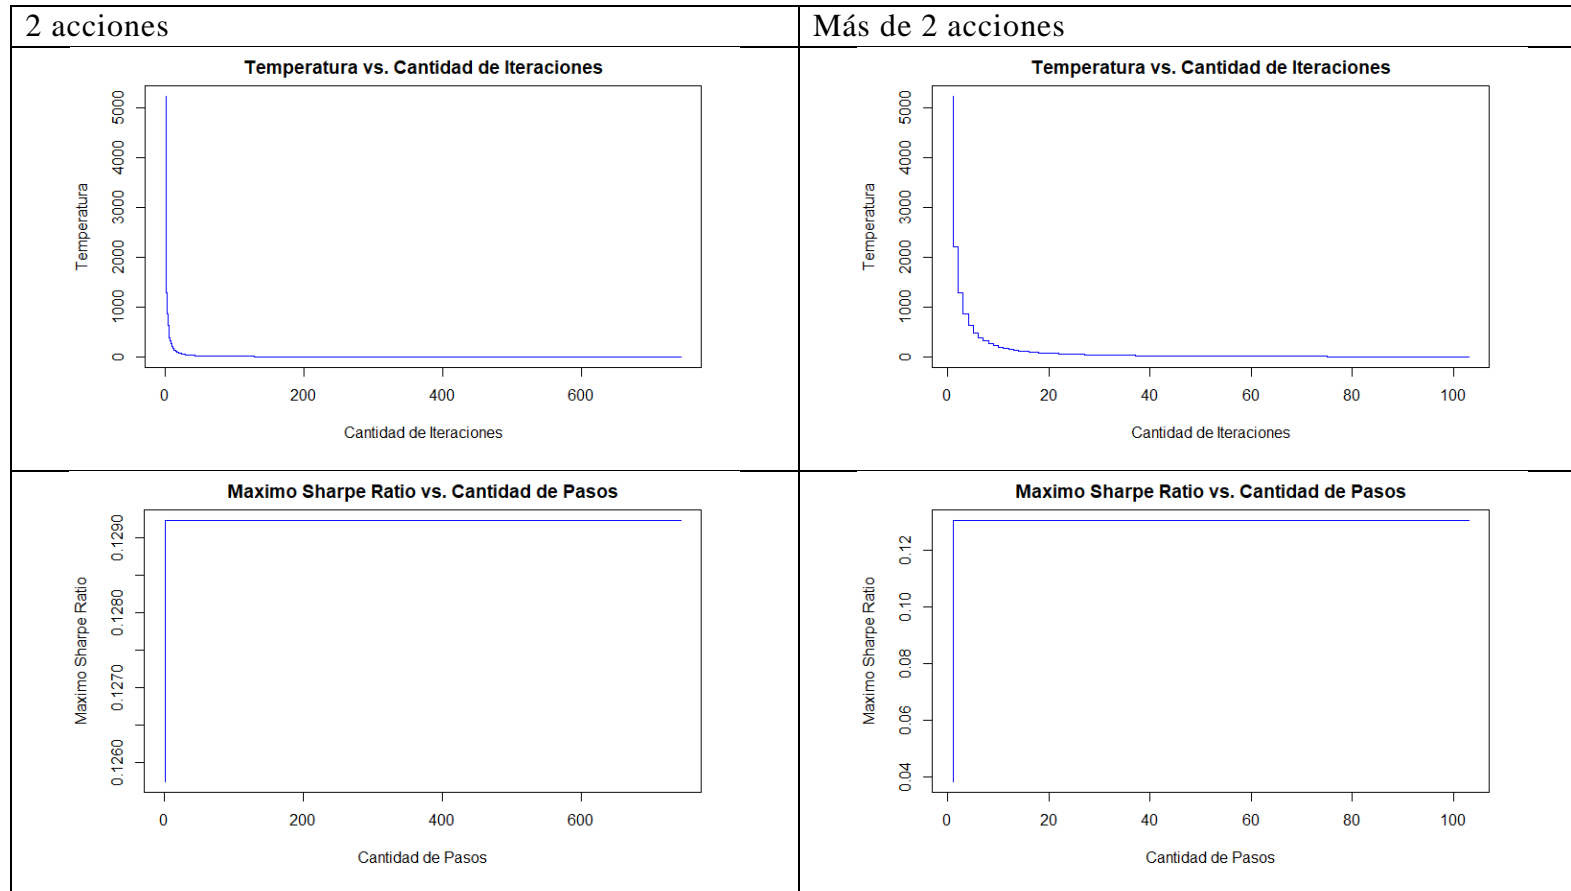 2 acciones
Más de 2 acciones
Temperatura vs. Cantidad de Iteraciones
Temperatura
5000
4000
3000
2000
1000
0
0 200 400 600
Cantidad de Iteraciones
Temperatura vs. Cantidad de Iteraciones
Temperatura
5000
4000
3000
2000
1000
0
0 20 40 60 80 100
Cantidad de Iteraciones
Maximo Sharpe Ratio vs. Cantidad de Pasos
Maximo Sharpe Ratio
0.1290
0.1280
0.1270
0.1260
0 200 400 600
Cantidad de Pasos
Maximo Sharpe Ratio vs. Cantidad de Pasos
Maximo Sharpe Ratio
0.12
0.10
0.08
0.06
0.04
0 20 40 60 80 100
Cantidad de Pasos